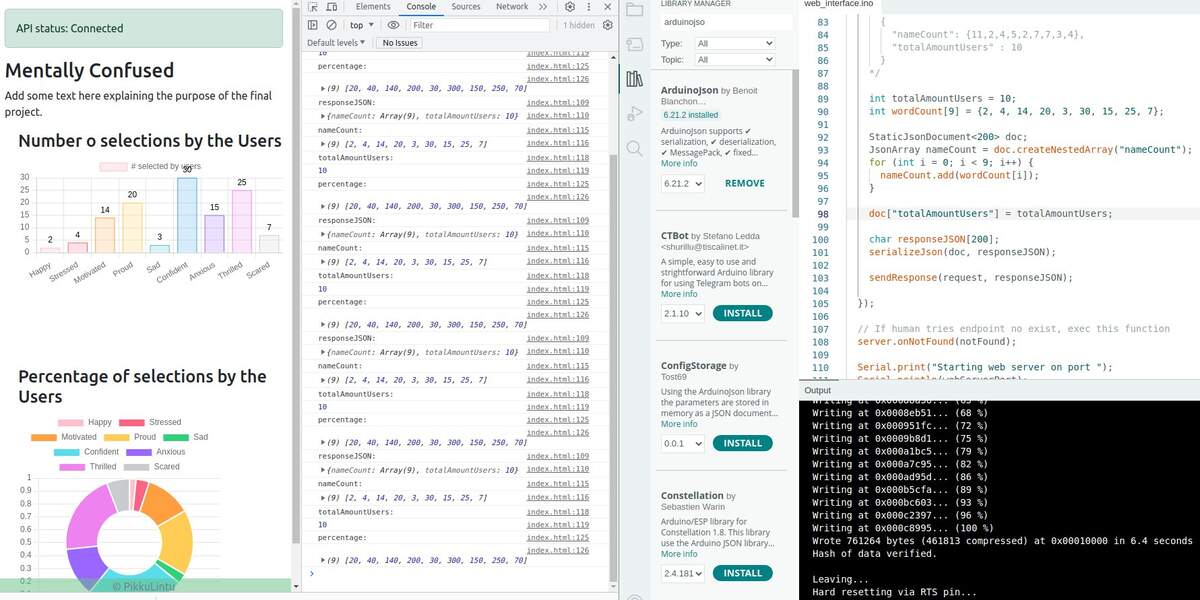 API status: Connected
Mentally Confused
Add some text here explaining the purpose of the final
project.
Number o selections by the Users
# selected by users
30
25
20
15
10
5
0
2
4
14
20
3
30
15
25
7
Happy
Stressed
Motivated
Proud
Sad
Confident
Anxious
Thrilled
Scared
Percentage of selections by the
Users
Happy Stressed
Motivated Proud Sad
Confident Anxious
Thrilled Scared
1
0.9
0.8
0.7
0.6
0.5
0.4
0.3
0.2
© PikkuLintu
Elements Console Sources Network »
top Filter 1 hidden
Default levels No Issues
10 index.html:119
percentage: index.html:125
index.html:126
(9) [20, 40, 140, 200, 30, 300, 150, 250, 70]
responseJSON: index.html:109
{nameCount: Array(9), totalAmountUsers: 10} index.html:110
nameCount: index.html:115
(9) [2, 4, 14, 20, 3, 30, 15, 25, 7] index.html:116
totalAmountUsers: index.html:118
10 index.html:119
percentage: index.html:125
index.html:126
(9) [20, 40, 140, 200, 30, 300, 150, 250, 70]
responseJSON: index.html:109
{nameCount: Array(9), totalAmountUsers: 10} index.html:110
nameCount: index.html:115
(9) [2, 4, 14, 20, 3, 30, 15, 25, 7] index.html:116
totalAmountUsers: index.html:118
10 index.html:119
percentage: index.html:125
index.html:126
(9) [20, 40, 140, 200, 30, 300, 150, 250, 70]
responseJSON: index.html:109
{nameCount: Array(9), totalAmountUsers: 10} index.html:110
nameCount: index.html:115
(9) [2, 4, 14, 20, 3, 30, 15, 25, 7] index.html:116
totalAmountUsers: index.html:118
10 index.html:119
percentage: index.html:125
index.html:126
(9) [20, 40, 140, 200, 30, 300, 150, 250, 70]
responseJSON: index.html:109
{nameCount: Array(9), totalAmountUsers: 10} index.html:110
nameCount: index.html:115
(9) [2, 4, 14, 20, 3, 30, 15, 25, 7] index.html:116
totalAmountUsers: index.html:118
10 index.html:119
percentage: index.html:125
index.html:126
(9) [20, 40, 140, 200, 30, 300, 150, 250, 70]
LIBRARY MANAGER
arduinojso
Type: All
Topic: All
ArduinoJson by Benoit
Blanchon...
6.21.2 installed
ArduinoJson supports ✔
serialization, ✔ deserialization,
✔ MessagePack, ✔ fixed...
More info
6.21.2 REMOVE
CTBot by Stefano Ledda
<shurillu@tiscalinet.it>
A simple, easy to use and
strightforward Arduino library
for using Telegram bots on...
More info
2.1.10 INSTALL
ConfigStorage by
Tost69
Using the ArduinoJson library
the parameters are stored in
memory as a JSON document...
More info
0.0.1 INSTALL
Constellation by
Sebastien Warin
Arduino/ESP library for
Constellation 1.8. This library
use the Arduino JSON library...
More info
2.4.181 INSTALL
web_interface.ino
83 {
84 "nameCount": {11,2,4,5,2,7,7,3,4},
85 "totalAmountUsers" : 10
86 }
87 */
88
89 int totalAmountUsers = 10;
90 int wordCount[9] = {2, 4, 14, 20, 3, 30, 15, 25, 7};
91
92 StaticJsonDocument<200> doc;
93 JsonArray nameCount = doc.createNestedArray("nameCount");
94 for (int i = 0; i < 9; i++) {
95 nameCount.add(wordCount[i]);
96 }
97
98 doc["totalAmountUsers"] = totalAmountUsers;
99
100 char responseJSON[200];
101 serializeJson(doc, responseJSON);
102
103 sendResponse(request, responseJSON);
104
105 });
106
107 // If human tries endpoint no exist, exec this function
108 server.onNotFound(notFound);
109
110 Serial.print("Starting web server on port ");
111 Serial.println(webServerPort);
Output
Writing at 0x0008eb51... (68 %)
Writing at 0x000951fc... (72 %)
Writing at 0x0009b8d1... (75 %)
Writing at 0x000a1bc5... (79 %)
Writing at 0x000a7c95... (82 %)
Writing at 0x000ad95d... (86 %)
Writing at 0x000b5cfa... (89 %)
Writing at 0x000bc603... (93 %)
Writing at 0x000c2397... (96 %)
Writing at 0x000c8995... (100 %)
Wrote 761264 bytes (461813 compressed) at 0x00010000 in 6.4 seconds
Hash of data verified.
Leaving...
Hard resetting via RTS pin...